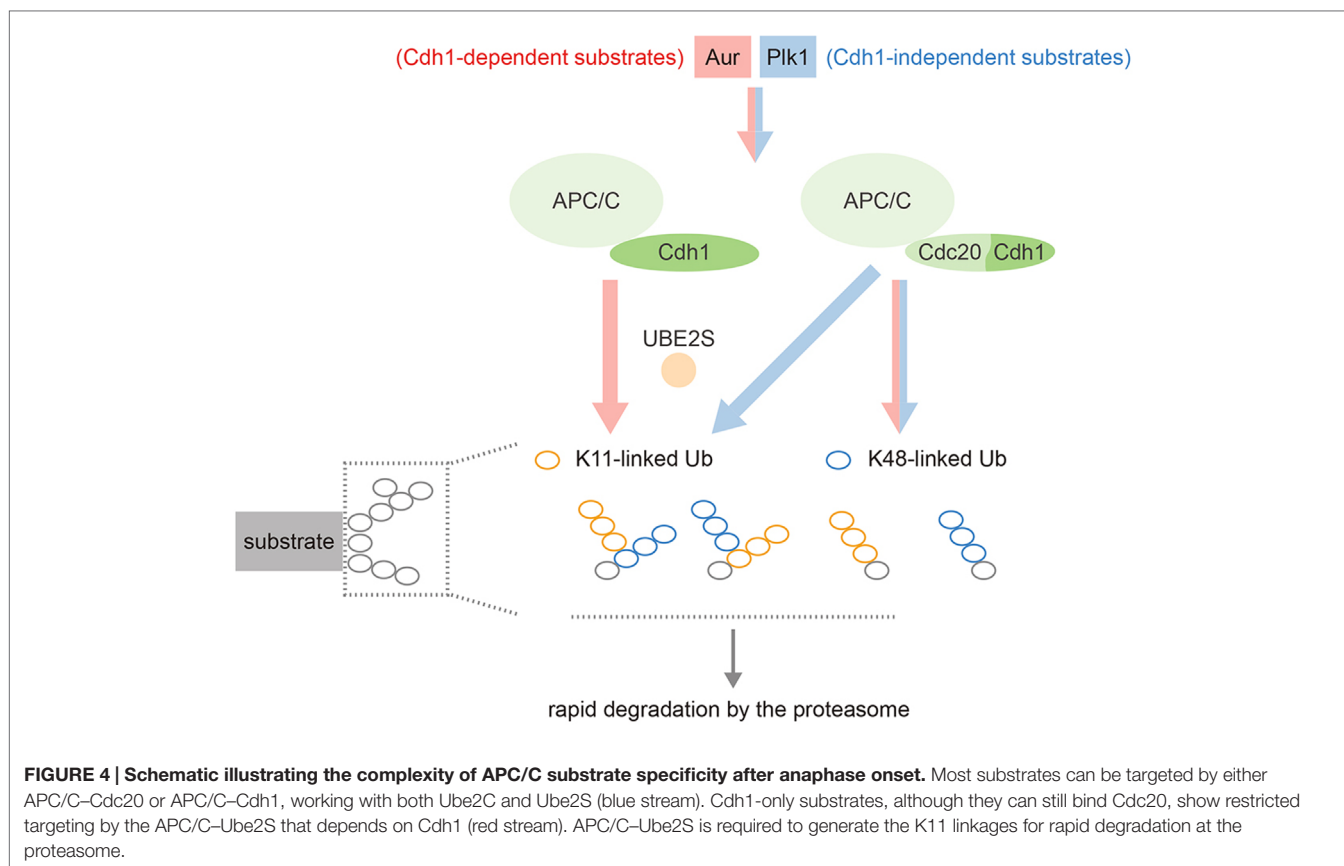 (Cdh1-dependent substrates) Aur Plk1 (Cdh1-independent substrates)
APC/C APC/C
Cdh1 Cdc20 Cdh1
UBE2S
K11-linked Ub K48-linked Ub
substrate
rapid degradation by the proteasome
FIGURE 4 | Schematic illustrating the complexity of APC/C substrate specificity after anaphase onset. Most substrates can be targeted by either
APC/C–Cdc20 or APC/C–Cdh1, working with both Ube2C and Ube2S (blue stream). Cdh1-only substrates, although they can still bind Cdc20, show restricted
targeting by the APC/C–Ube2S that depends on Cdh1 (red stream). APC/C–Ube2S is required to generate the K11 linkages for rapid degradation at the
proteasome.